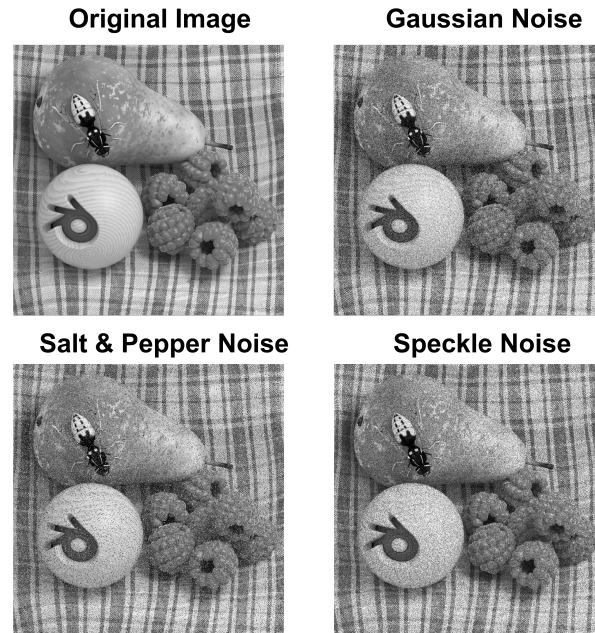 Original Image
Gaussian Noise
Salt & Pepper Noise
Speckle Noise